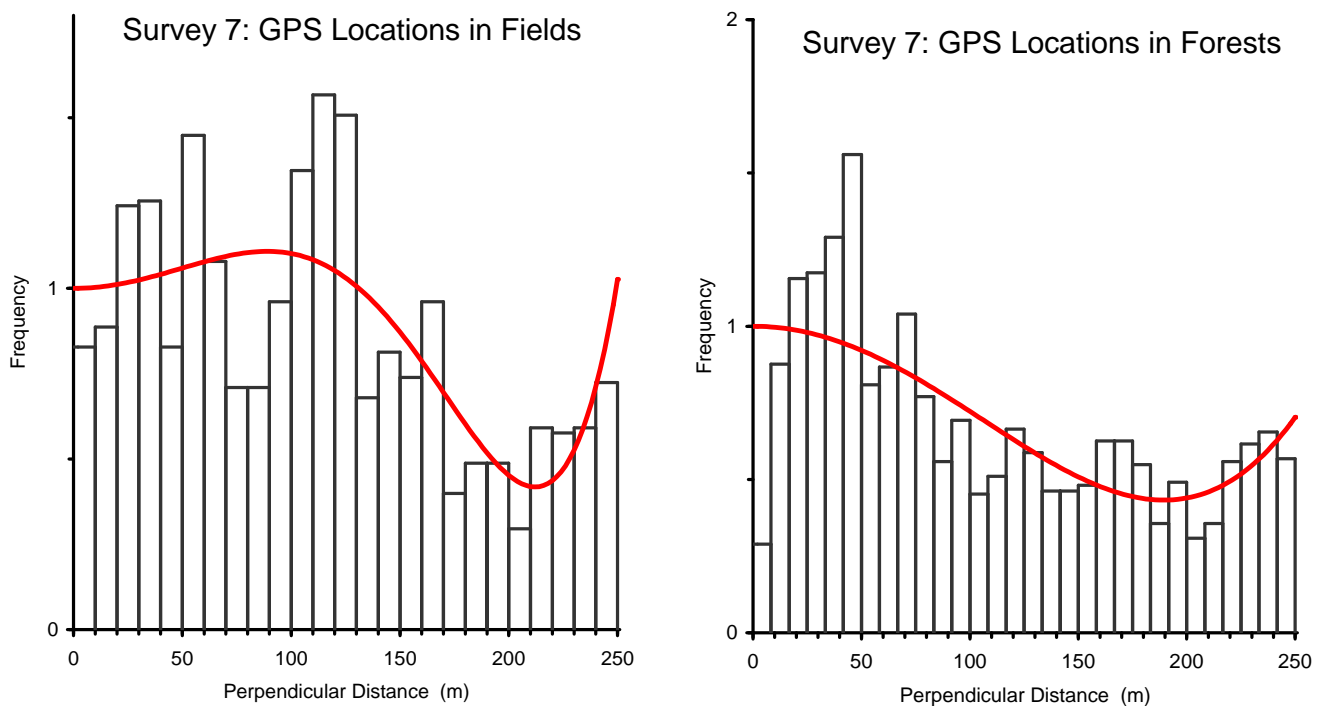 Survey 7: GPS Locations in Fields
1
0
Frequency
0 50 100 150 200 250
Perpendicular Distance (m)
Survey 7: GPS Locations in Forests
2
1
0
Frequency
0 50 100 150 200 250
Perpendicular Distance (m)